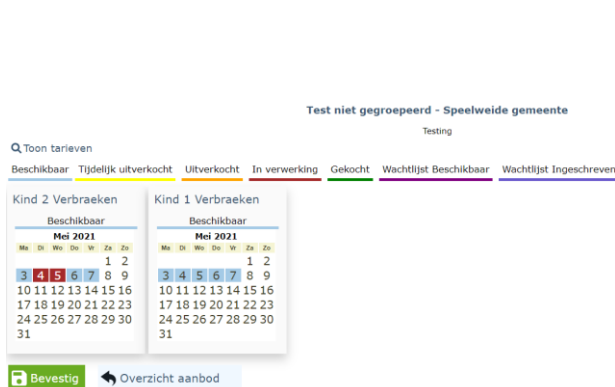 Test niet gegroepeerd - Speelweide gemeente
Testing
Toon tarieven
Beschikbaar Tijdelijk uitverkocht Uitverkocht In verwerking Gekocht Wachtlijst Beschikbaar Wachtlijst Ingeschreven
Kind 2 Verbraeken
Beschikbaar
Mei 2021
Ma Di Wo Do Vr Za Zo
1 2
3 4 5 6 7 8 9
10 11 12 13 14 15 16
17 18 19 20 21 22 23
24 25 26 27 28 29 30
31
Kind 1 Verbraeken
Beschikbaar
Mei 2021
Ma Di Wo Do Vr Za Zo
1 2
3 4 5 6 7 8 9
10 11 12 13 14 15 16
17 18 19 20 21 22 23
24 25 26 27 28 29 30
31
Bevestig Overzicht aanbod